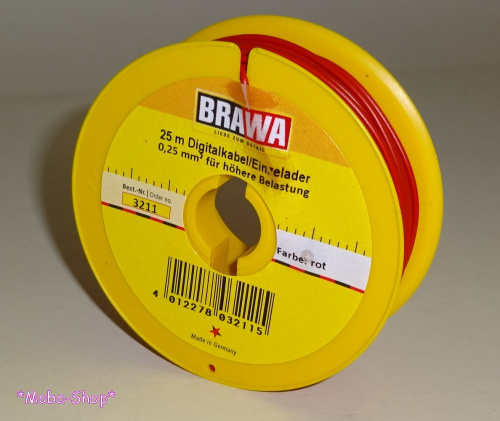 BRAWA
LIEBE ZUM DETAIL
25 m Digitalkabel/Einzelader
0,25 mm² für höhere Belastung
Best.-Nr. | Order no.
3211
Farbe: rot
4 012278 032115
Made in Germany
*Mobo-Shop*